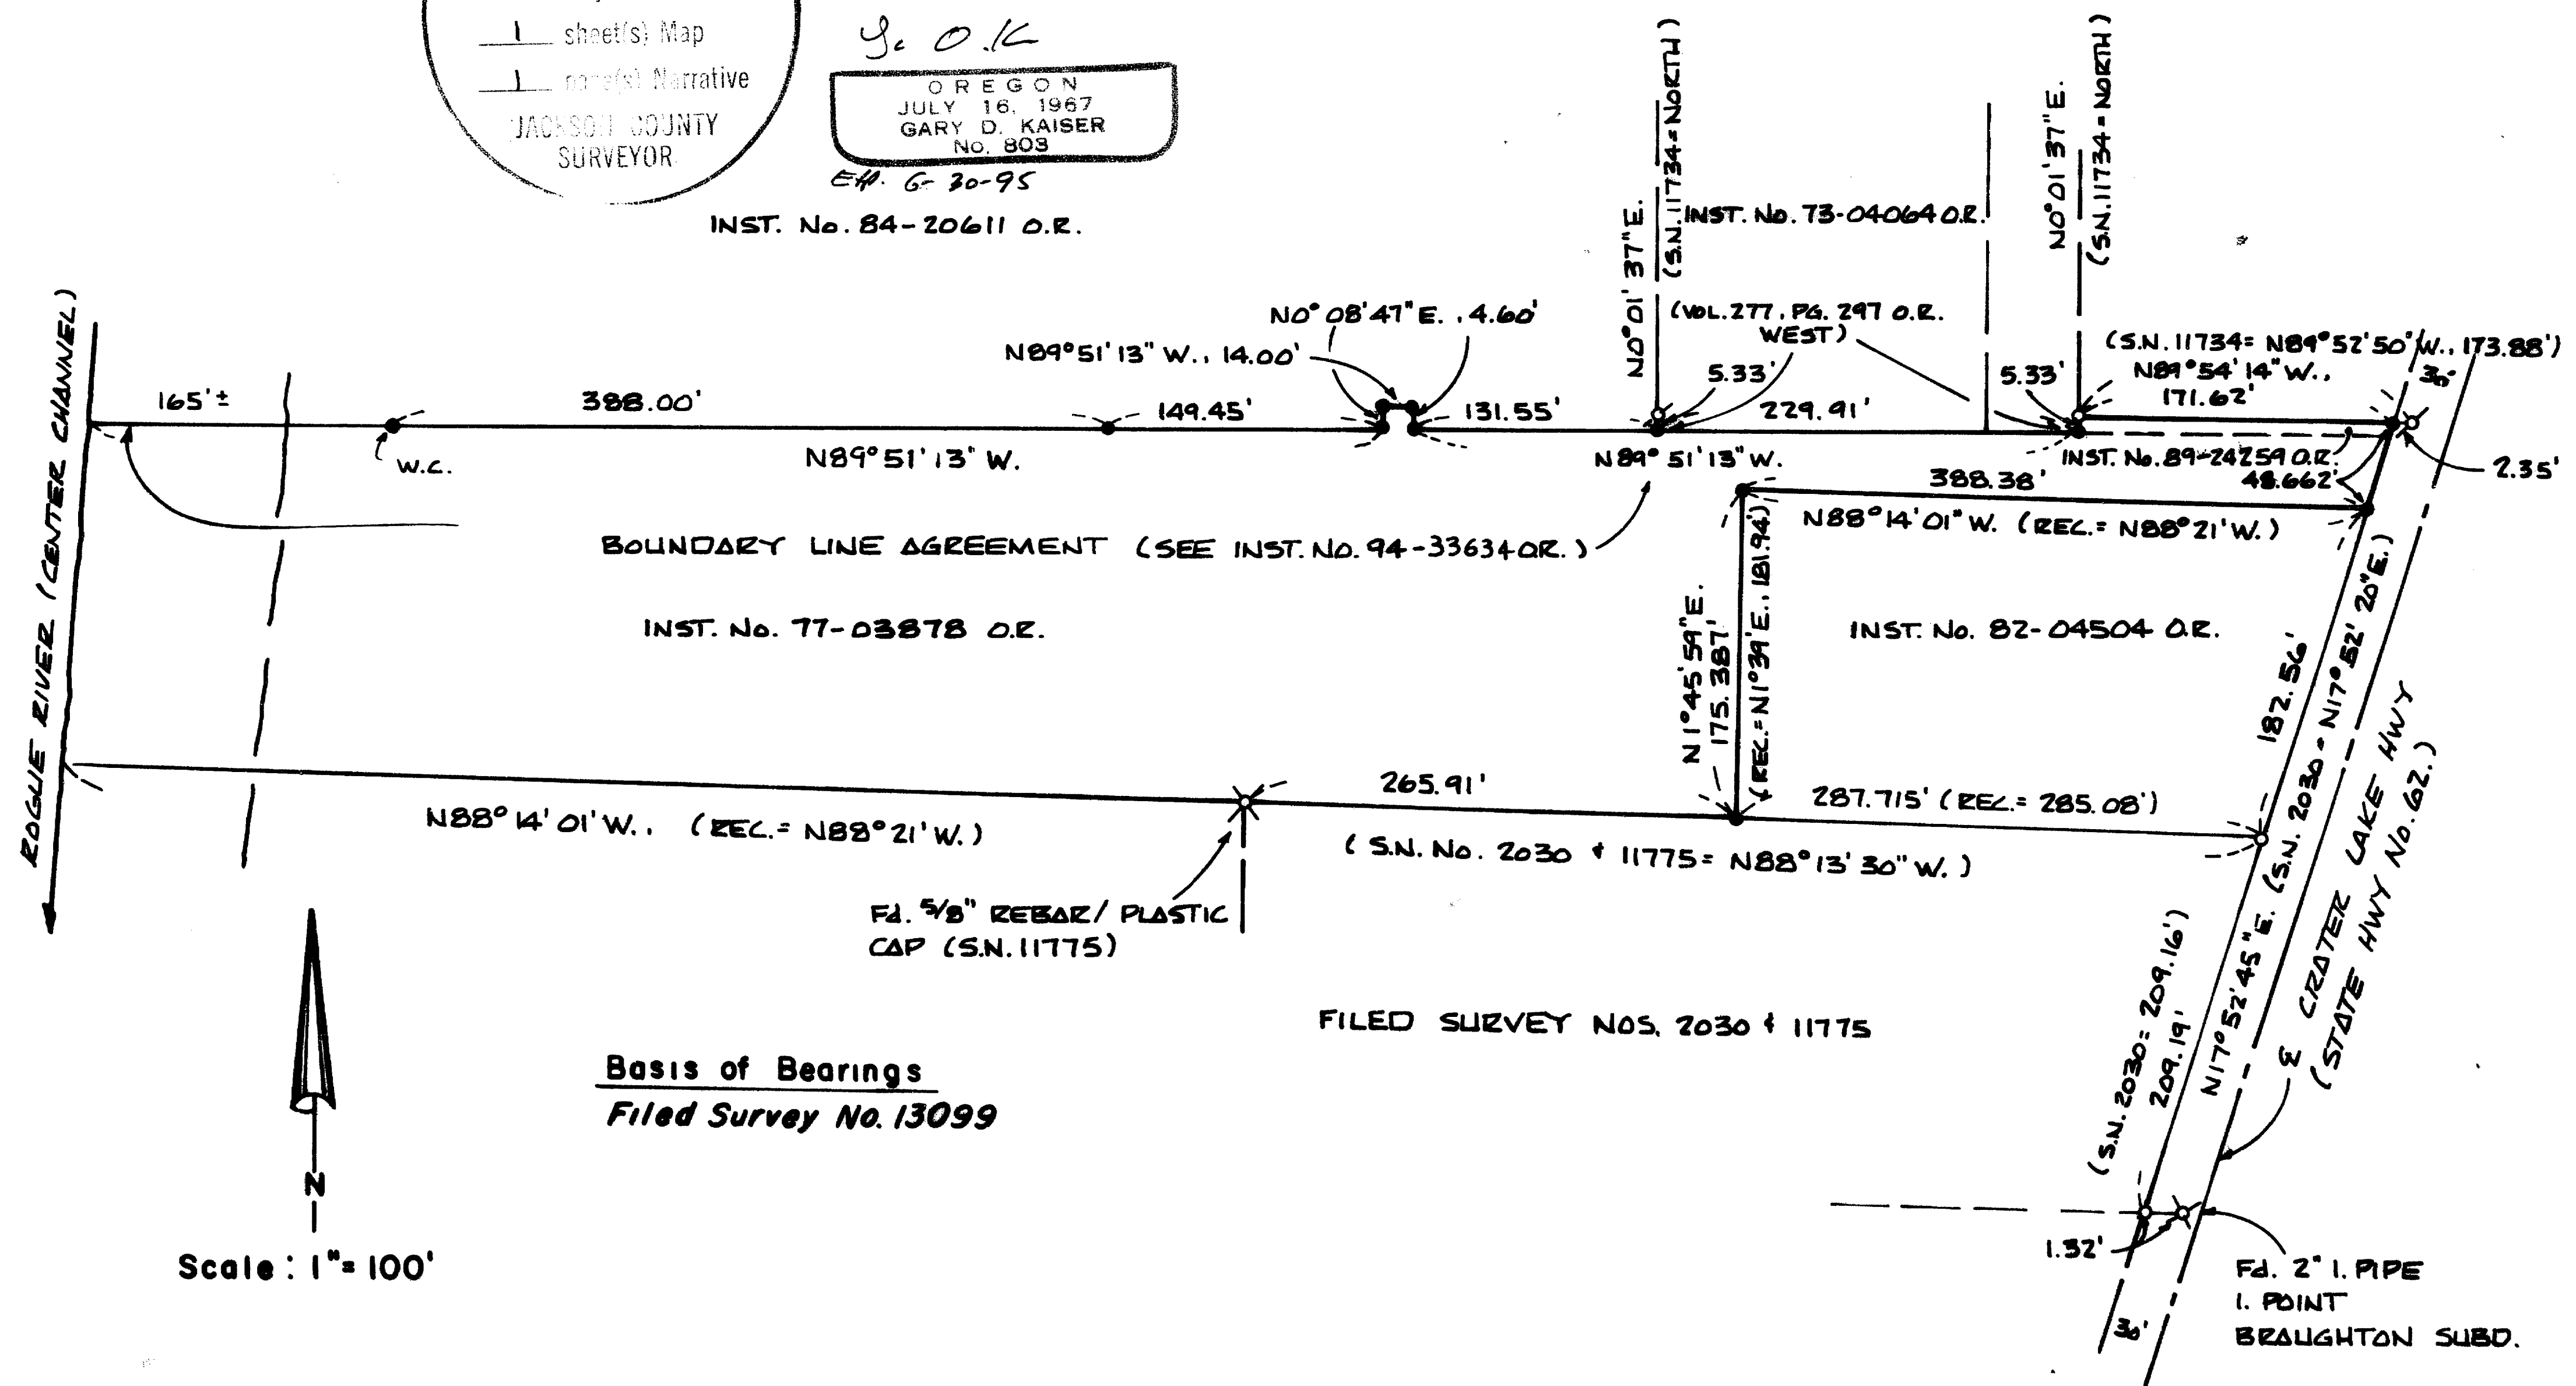 1 sheet(s) Map
1 page(s) Narrative
JACKSON COUNTY
SURVEYOR
O.K
OREGON
JULY 16, 1967
GARY D. KAISER
No. 803
Exp. 6-30-95
INST. No. 84-20611 O.R.
INST. No. 73-04064 O.R.
N0°01'37"E.
(S.N.11734=NORTH)
N0°01'37"E.
(S.N.11734=NORTH)
N0°08'47"E., 4.60'
N89°51'13"W., 14.00'
(VOL.277, PG. 297 O.R.
WEST)
(S.N.11734= N89°52'50"W., 173.88')
N89°54'14"W.,
171.62'
30'
165'±
388.00'
149.45'
131.55'
5.33'
229.91'
5.33'
W.C.
N89°51'13"W.
N89°51'13"W.
INST. No. 89-24259 O.R.
48.662'
2.35'
388.38'
N88°14'01"W. (REC.= N88°21'W.)
BOUNDARY LINE AGREEMENT (SEE INST. No. 94-33634 O.R.)
INST. No. 77-03878 O.R.
INST. No. 82-04504 O.R.
ROGUE RIVER (CENTER CHANNEL)
N1°45'59"E.
175.387'
(REC.=N1°39'E., 181.94')
182.56'
N17°52'45"E. (S.N. 2030=N17°52'20"E.)
265.91'
287.715' (REC.= 285.08')
N88°14'01'W., (REC.= N88°21'W.)
(S.N. No. 2030 & 11775= N88°13'30"W.)
Fd. 5/8" REBAR/ PLASTIC
CAP (S.N.11775)
℄ CRATER LAKE HWY
(STATE HWY No.62.)
(S.N. 2030= 209.16')
209.19'
FILED SURVEY NOS. 2030 & 11775
Basis of Bearings
Filed Survey No. 13099
N
Scale: 1"= 100'
1.32'
Fd. 2" I. PIPE
I. POINT
BRAUGHTON SUBD.
30'